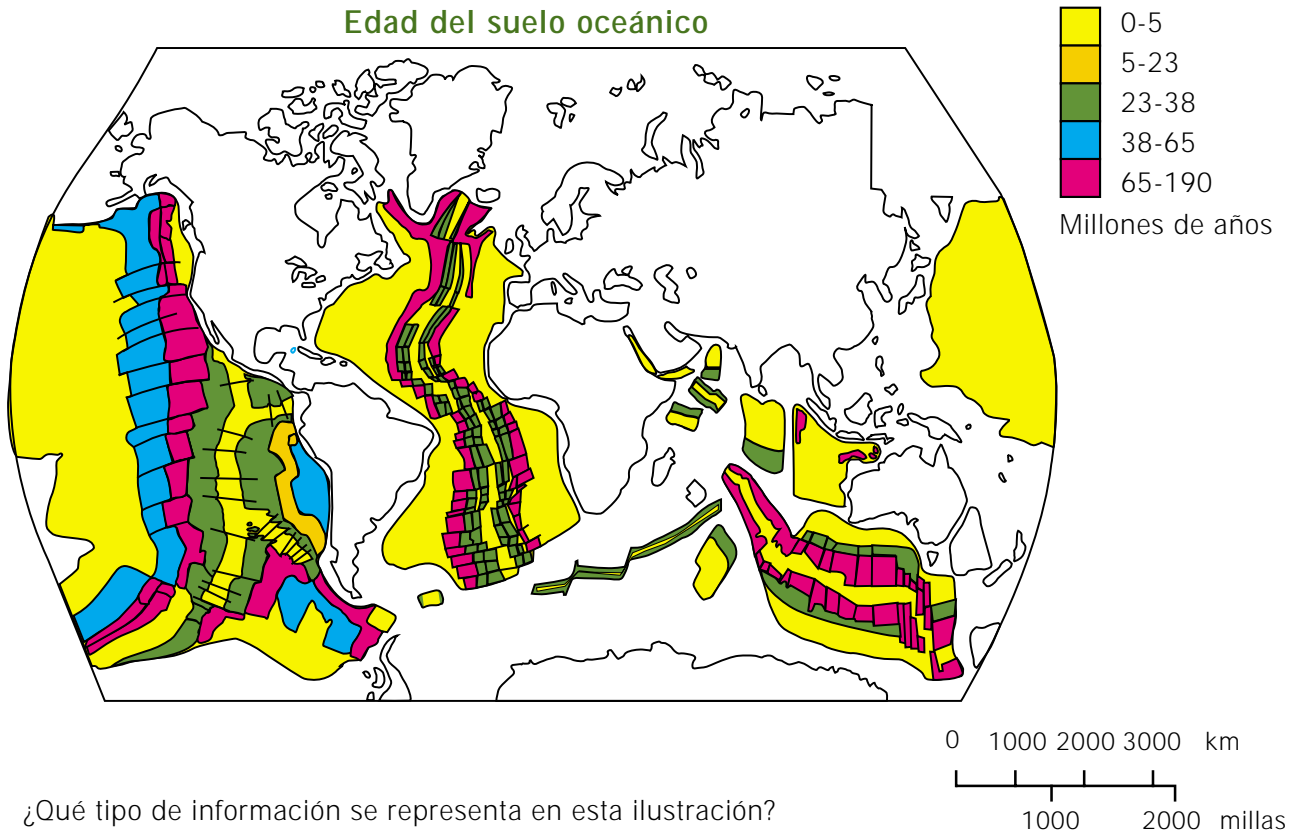 Edad del suelo oceánico
0-5
5-23
23-38
38-65
65-190
Millones de años
0 1000 2000 3000 km
1000 2000 millas
¿Qué tipo de información se representa en esta ilustración?